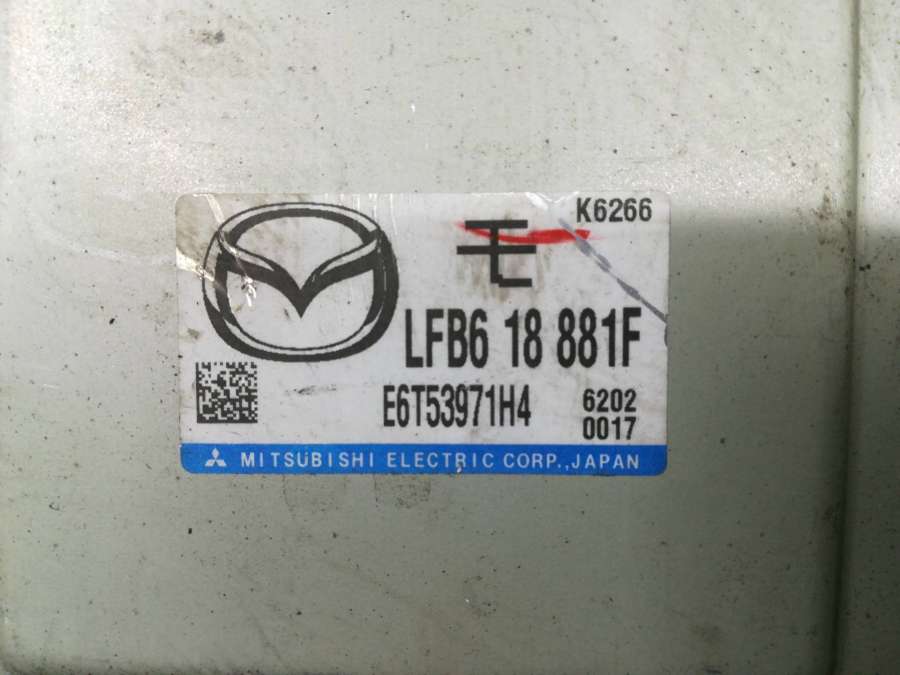 K6266
モ
LFB6 18 881F
E6T53971H4
6202
0017
MITSUBISHI ELECTRIC CORP.,JAPAN